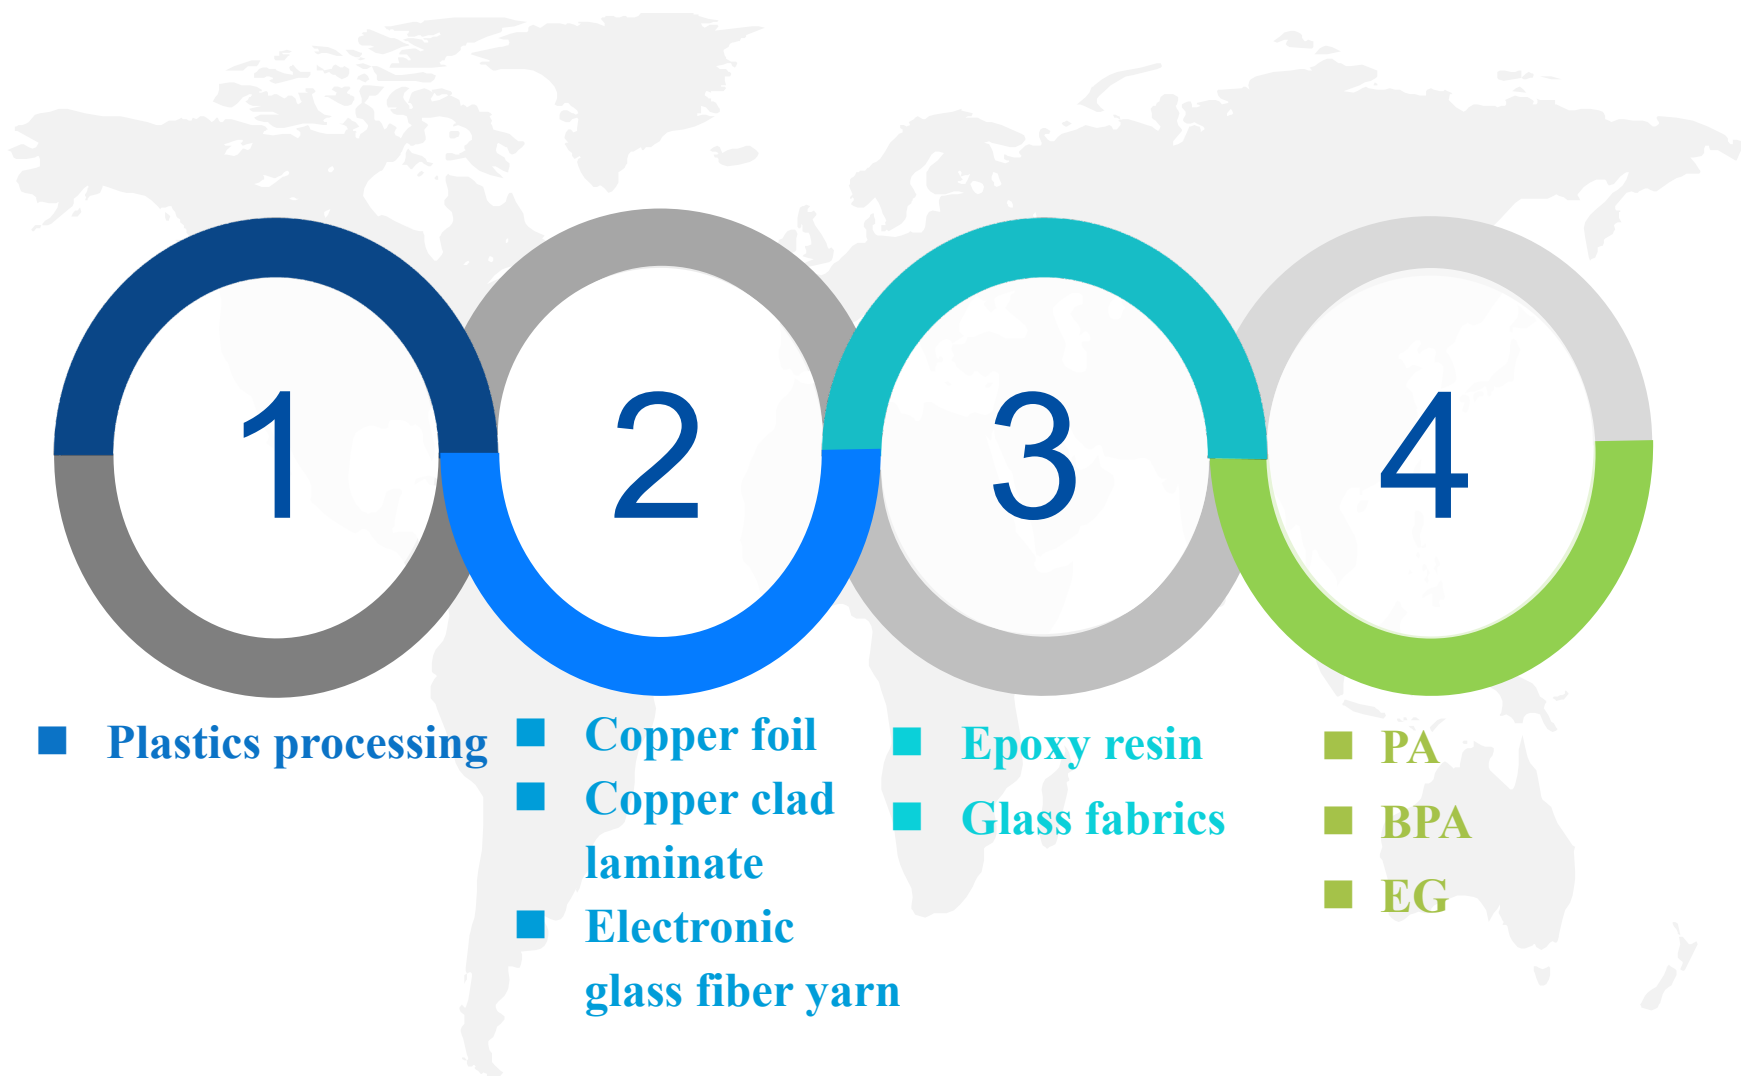 1
2
3
4
Plastics processing
Copper foil
Copper clad
laminate
Electronic
glass fiber yarn
Epoxy resin
Glass fabrics
PA
BPA
EG